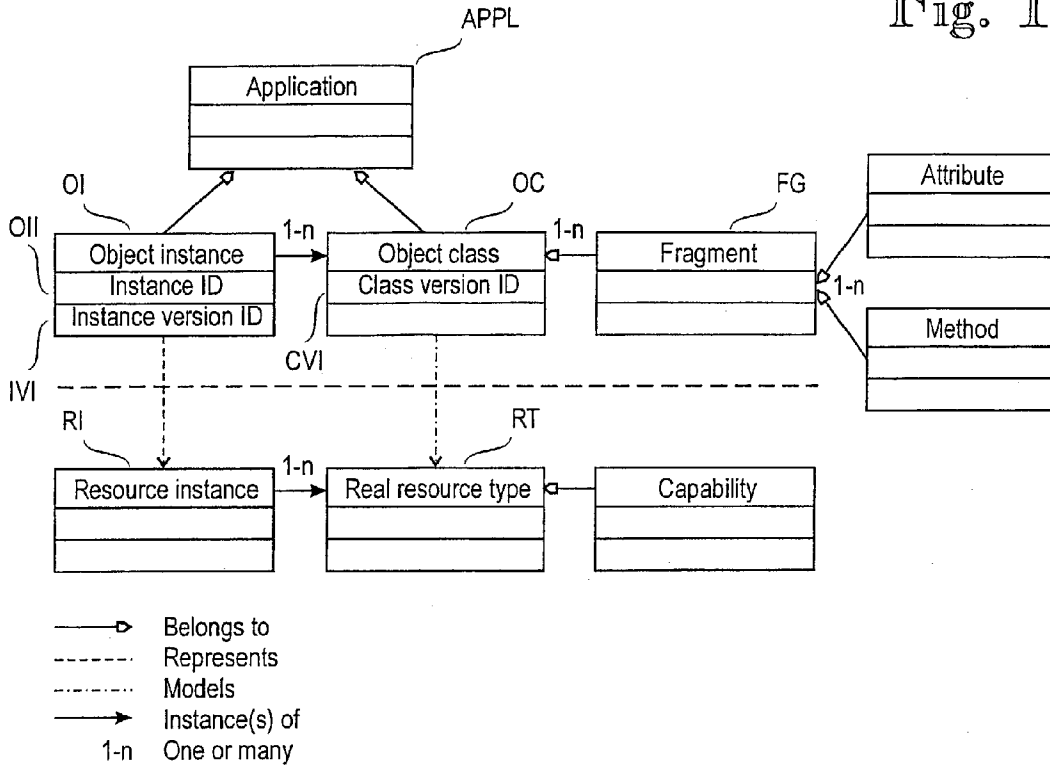 Fig. 1
APPL
Application
OI
OC
FG
Attribute
OII
1-n
1-n
Object instance
Object class
Fragment
Instance ID
Class version ID
1-n
Instance version ID
Method
CVI
IVI
RI
RT
1-n
Resource instance
Real resource type
Capability
Belongs to
Represents
Models
Instance(s) of
1-n One or many